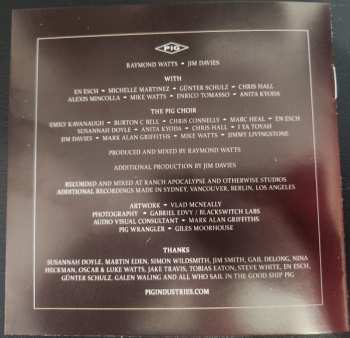 PIG
RAYMOND WATTS - JIM DAVIES
WITH
EN ESCH - MICHELLE MARTINEZ - GÜNTER SCHULZ - CHRIS HALL
ALEXIS MINCOLLA - MIKE WATTS - ENRICO TOMASSO - ANITA KYODA
THE PIG CHOIR
EMILY KAVANAUGH - BURTON C BELL - CHRIS CONNELLY - MARC HEAL - EN ESCH
SUSANNAH DOYLE - ANITA KYODA - CHRIS HALL - I YA TOYAH
JIM DAVIES - MARK ALAN GRIFFITHS - MIKE WATTS - JIMMY LIVINGSTONE
PRODUCED AND MIXED BY RAYMOND WATTS
ADDITIONAL PRODUCTION BY JIM DAVIES
RECORDED AND MIXED AT RANCH APOCALYPSE AND OTHERWISE STUDIOS
ADDITIONAL RECORDINGS MADE IN SYDNEY, VANCOUVER, BERLIN, LOS ANGELES
ARTWORK - VLAD MCNEALLY
PHOTOGRAPHY - GABRIEL EDVY / BLACKSWITCH LABS
AUDIO VISUAL CONSULTANT - MARK ALAN GRIFFITHS
PIG WRANGLER - GILES MOORHOUSE
THANKS
SUSANNAH DOYLE, MARTIN EDEN, SIMON WILDSMITH, JIM SMITH, GAIL DELONG, NINA
HECKMAN, OSCAR & LUKE WATTS, JAKE TRAVIS, TOBIAS EATON, STEVE WHITE, EN ESCH,
GÜNTER SCHULZ, GALEN WALING AND ALL WHO SAIL IN THE GOOD SHIP PIG
PIGINDUSTRIES.COM